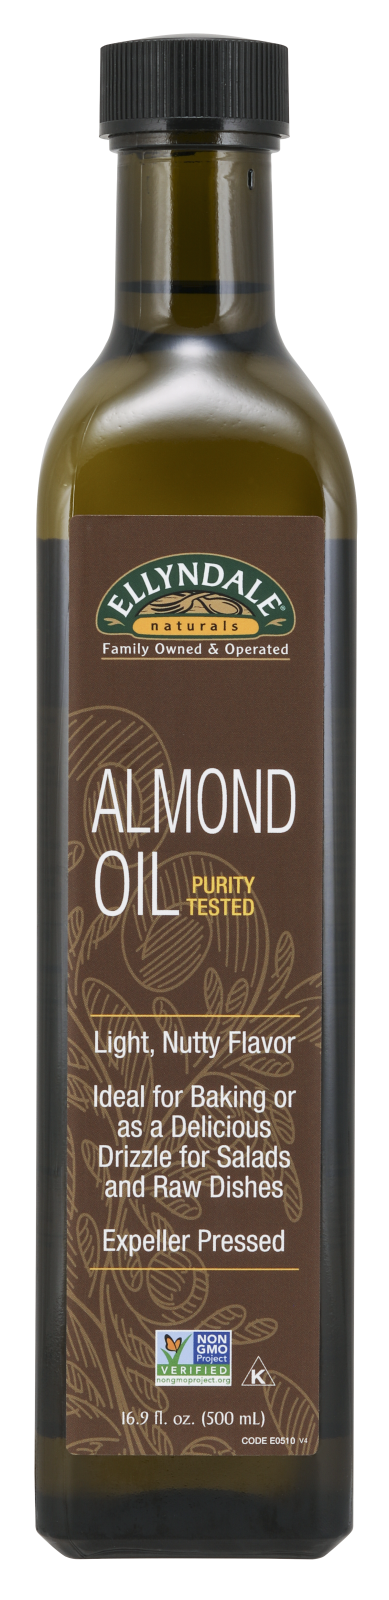 ELLYNDALE®
naturals
Family Owned & Operated
ALMOND
OIL PURITY
TESTED
Light, Nutty Flavor
Ideal for Baking or
as a Delicious
Drizzle for Salads
and Raw Dishes
Expeller Pressed
NON
GMO
Project
VERIFIED
nongmoproject.org
K
16.9 fl. oz. (500 mL)
CODE E0510 V4